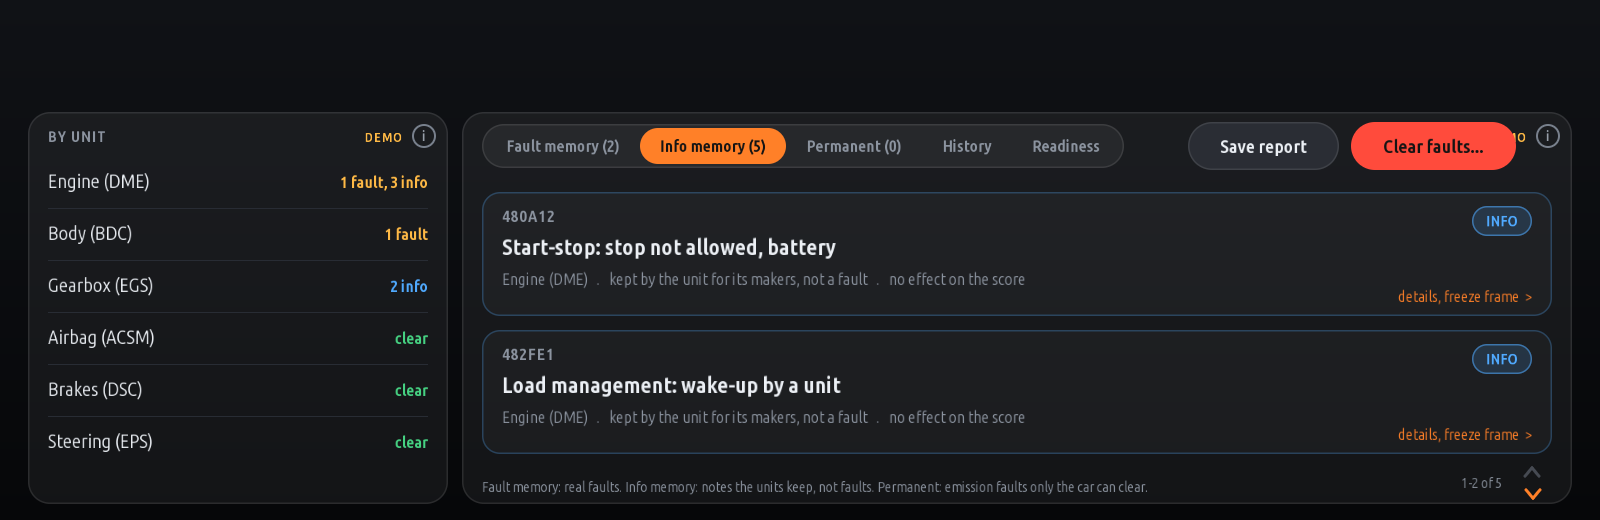 BY UNIT
DEMO
i
Engine (DME)
1 fault, 3 info
Body (BDC)
1 fault
Gearbox (EGS)
2 info
Airbag (ACSM)
clear
Brakes (DSC)
clear
Steering (EPS)
clear
Fault memory (2)
Info memory (5)
Permanent (0)
History
Readiness
Save report
Clear faults...
i
480A12
INFO
Start-stop: stop not allowed, battery
Engine (DME) . kept by the unit for its makers, not a fault . no effect on the score
details, freeze frame >
482FE1
INFO
Load management: wake-up by a unit
Engine (DME) . kept by the unit for its makers, not a fault . no effect on the score
details, freeze frame >
Fault memory: real faults. Info memory: notes the units keep, not faults. Permanent: emission faults only the car can clear.
1-2 of 5